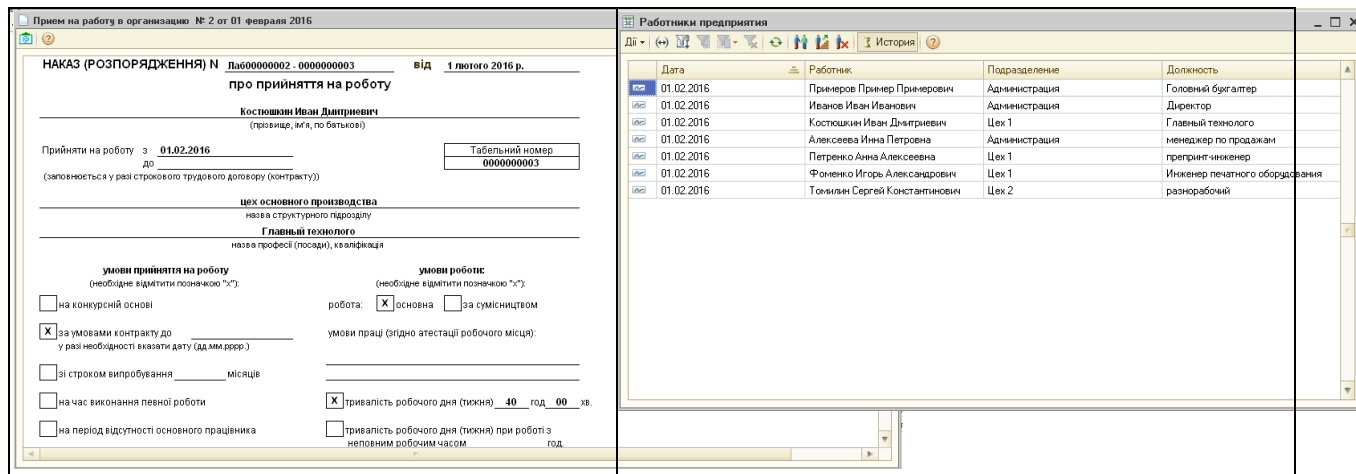 Прием на работу в организацию № 2 от 01 февраля 2016
НАКАЗ (РОЗПОРЯДЖЕННЯ) N Лаб00000002 - 0000000003 від 1 лютого 2016 р.
про прийняття на роботу
Костюшкин Иван Дмитриевич
(прізвище, ім'я, по батькові)
Прийняти на роботу з 01.02.2016
до
(заповнюється у разі строкового трудового договору (контракту))
Табельний номер
0000000003
цех основного производства
назва структурного підрозділу
Главный технолого
назва професії (посади), кваліфікація
умови прийняття на роботу
(необхідне відмітити позначкою "х"):
на конкурсній основі
X за умовами контракту до
у разі необхідності вказати дату (дд.мм.рррр.)
зі строком випробування місяців
на час виконання певної роботи
на період відсутності основного працівника
умови роботи:
(необхідне відмітити позначкою "х"):
робота: X основна за сумісництвом
умови праці (згідно атестації робочого місця):
X тривалість робочого дня (тижня) 40 год 00 хв.
тривалість робочого дня (тижня) при роботі з
неповним робочим часом год.
Работники предприятия
Дії История
Дата Работник Подразделение Должность
01.02.2016 Примеров Пример Примерович Администрация Головний бухгалтер
01.02.2016 Иванов Иван Иванович Администрация Директор
01.02.2016 Костюшкин Иван Дмитриевич Цех 1 Главный технолого
01.02.2016 Алексеева Инна Петровна Администрация менеджер по продажам
01.02.2016 Петренко Анна Алексеевна Цех 1 препринт-инженер
01.02.2016 Фоменко Игорь Александрович Цех 1 Инженер печатного оборудования
01.02.2016 Томилин Сергей Константинович Цех 2 разнорабочий